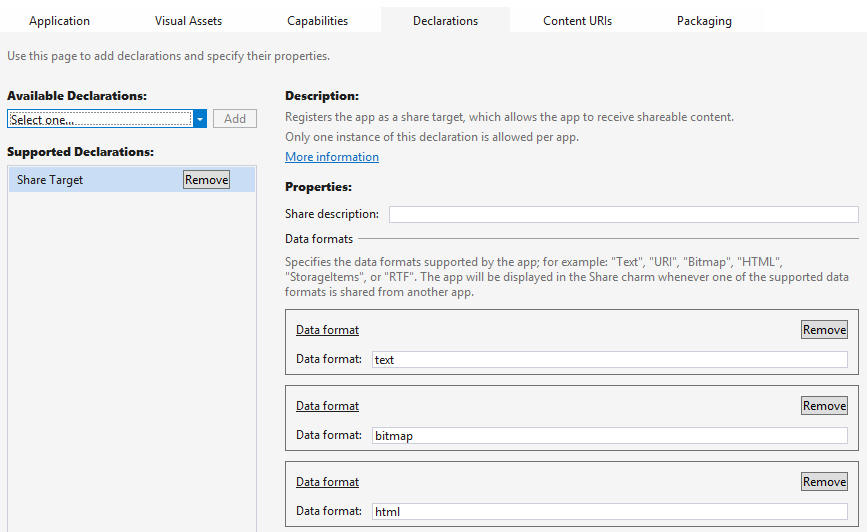 Application Visual Assets Capabilities Declarations Content URIs Packaging
Use this page to add declarations and specify their properties.
Available Declarations:
Select one...
Add
Supported Declarations:
Share Target
Remove
Description:
Registers the app as a share target, which allows the app to receive shareable content.
Only one instance of this declaration is allowed per app.
More information
Properties:
Share description:
Data formats
Specifies the data formats supported by the app; for example: "Text", "URI", "Bitmap", "HTML",
"StorageItems", or "RTF". The app will be displayed in the Share charm whenever one of the supported data
formats is shared from another app.
Data format
Remove
Data format: text
Data format
Remove
Data format: bitmap
Data format
Remove
Data format: html